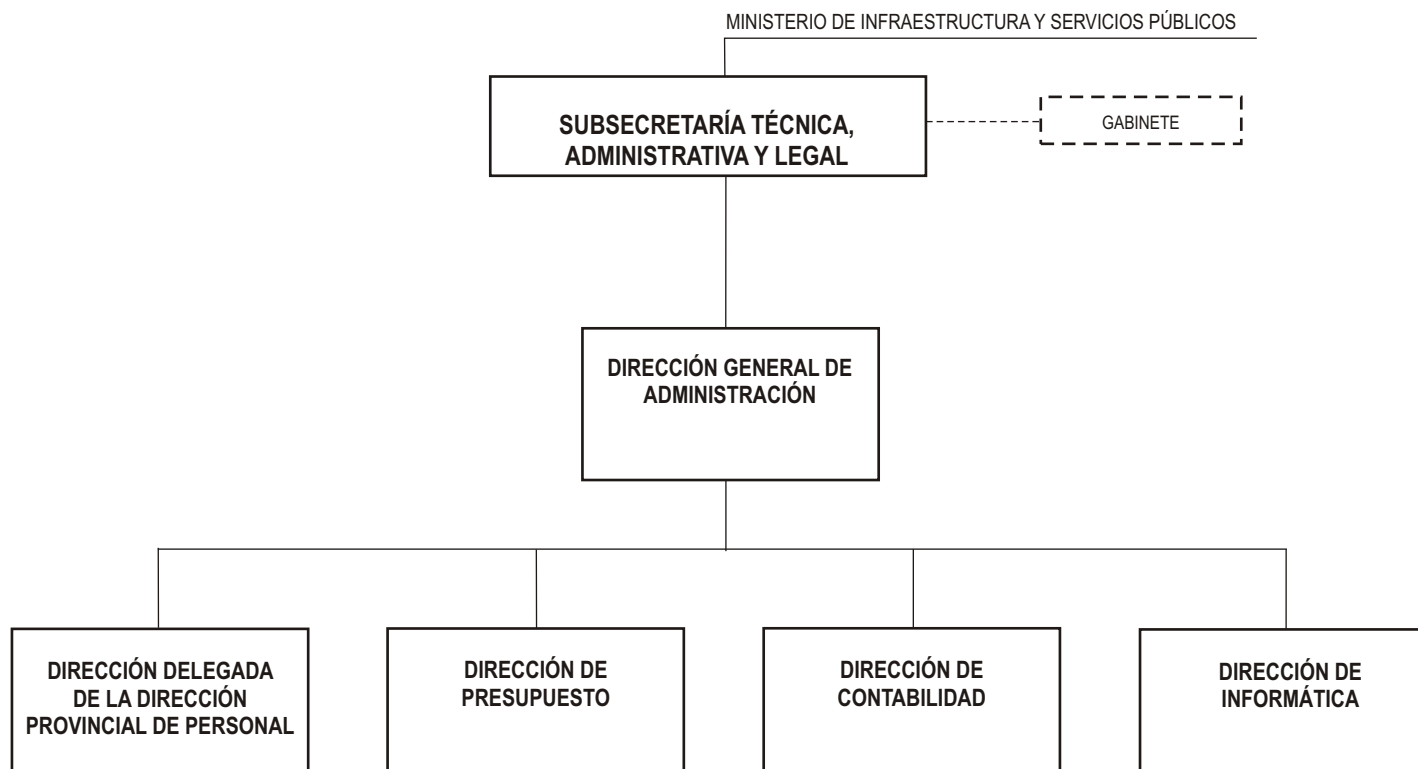 MINISTERIO DE INFRAESTRUCTURA Y SERVICIOS PÚBLICOS
SUBSECRETARÍA TÉCNICA,
ADMINISTRATIVA Y LEGAL
GABINETE
DIRECCIÓN GENERAL DE
ADMINISTRACIÓN
DIRECCIÓN DELEGADA
DE LA DIRECCIÓN
PROVINCIAL DE PERSONAL
DIRECCIÓN DE
PRESUPUESTO
DIRECCIÓN DE
CONTABILIDAD
DIRECCIÓN DE
INFORMÁTICA